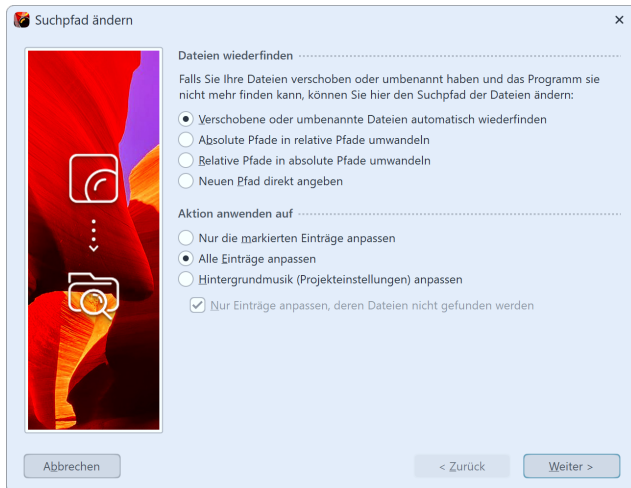 Suchpfad ändern
Dateien wiederfinden
Falls Sie Ihre Dateien verschoben oder umbenannt haben und das Programm sie
nicht mehr finden kann, können Sie hier den Suchpfad der Dateien ändern:
Verschobene oder umbenannte Dateien automatisch wiederfinden
Absolute Pfade in relative Pfade umwandeln
Relative Pfade in absolute Pfade umwandeln
Neuen Pfad direkt angeben
Aktion anwenden auf
Nur die markierten Einträge anpassen
Alle Einträge anpassen
Hintergrundmusik (Projekteinstellungen) anpassen
Nur Einträge anpassen, deren Dateien nicht gefunden werden
Abbrechen
< Zurück
Weiter >